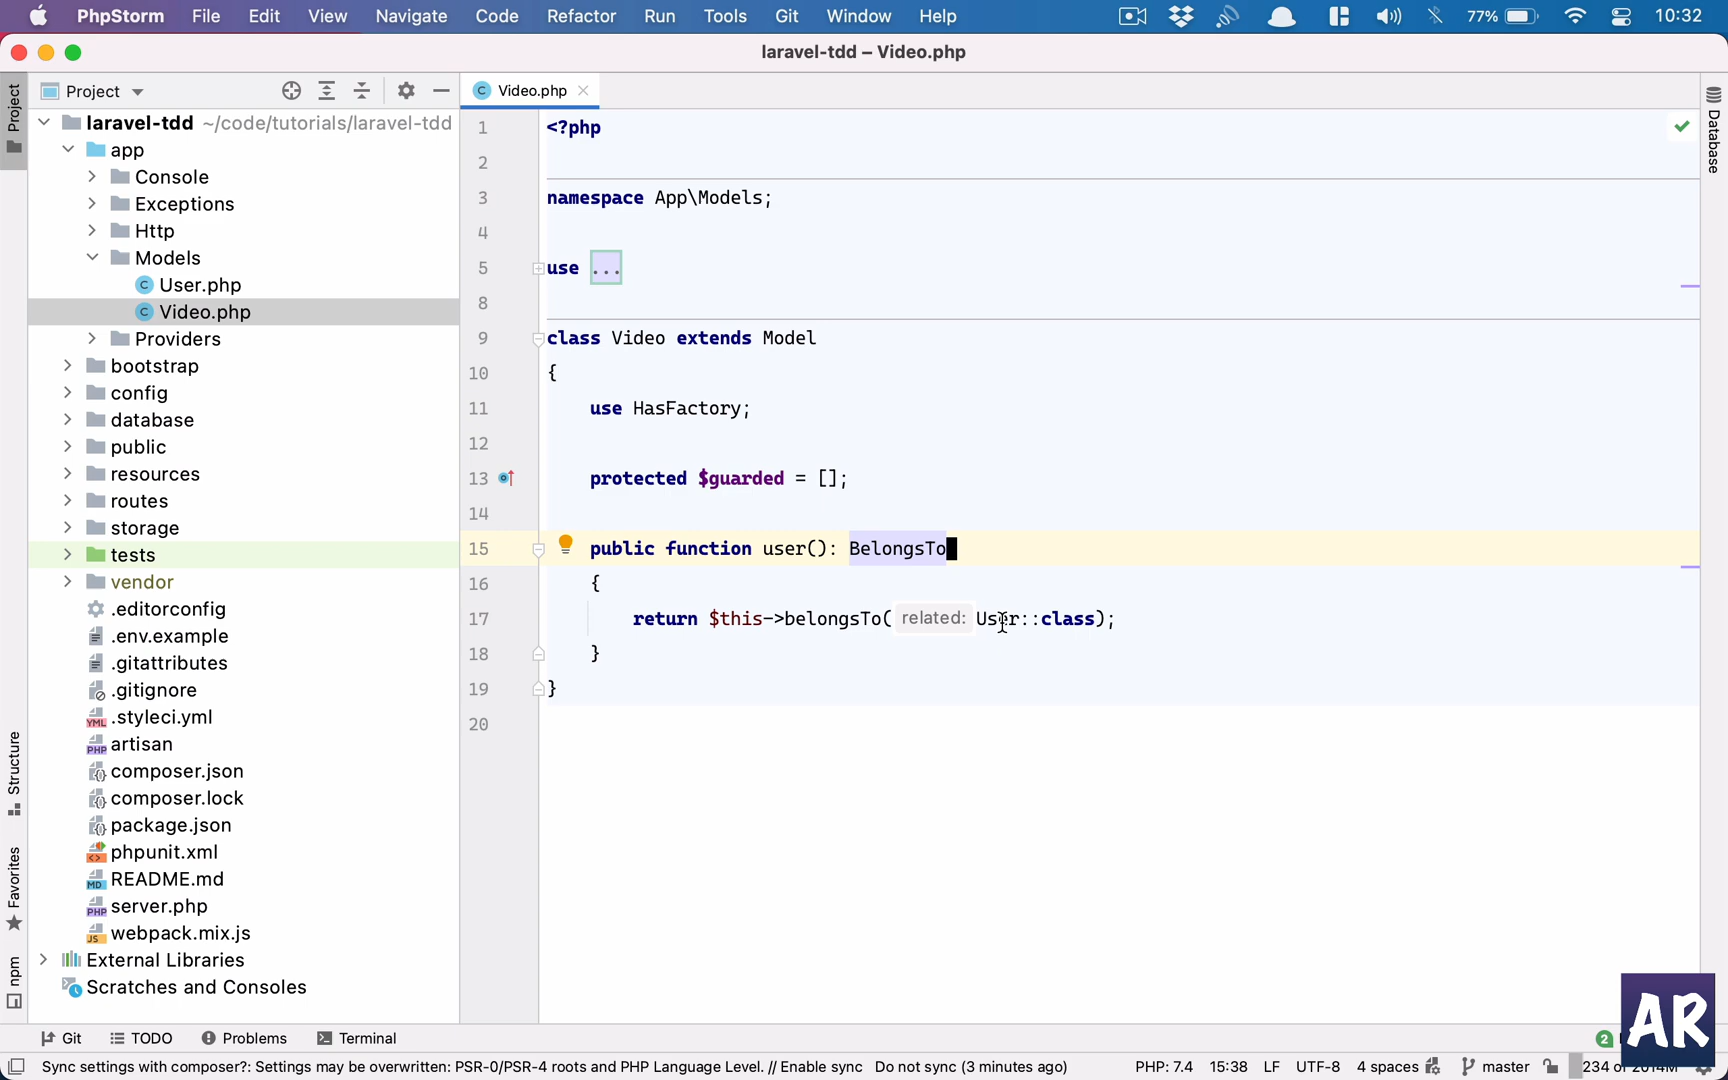 PhpStorm File Edit View Navigate Code Refactor Run Tools Git Window Help 77% 10:32
laravel-tdd – Video.php
Project
Video.php
Project
Database
Structure
Favorites
npm
laravel-tdd ~/code/tutorials/laravel-tdd
app
Console
Exceptions
Http
Models
User.php
Video.php
Providers
bootstrap
config
database
public
resources
routes
storage
tests
vendor
.editorconfig
.env.example
.gitattributes
.gitignore
.styleci.yml
artisan
composer.json
composer.lock
package.json
phpunit.xml
README.md
server.php
webpack.mix.js
External Libraries
Scratches and Consoles
1 <?php
2
3 namespace App\Models;
4
5 use ...
8
9 class Video extends Model
10 {
11 use HasFactory;
12
13 protected $guarded = [];
14
15 public function user(): BelongsTo
16 {
17 return $this->belongsTo( related: User::class);
18 }
19 }
20
Git TODO Problems Terminal 2
AR
Sync settings with composer?: Settings may be overwritten: PSR-0/PSR-4 roots and PHP Language Level. // Enable sync Do not sync (3 minutes ago) PHP: 7.4 15:38 LF UTF-8 4 spaces master 234 of 2014M